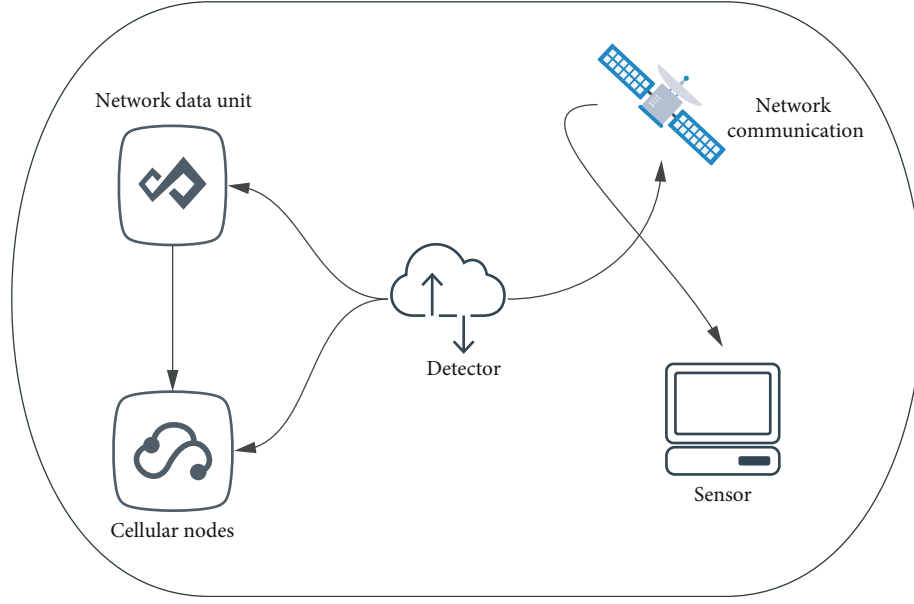 Network data unit
Network
communication
Detector
Sensor
Cellular nodes